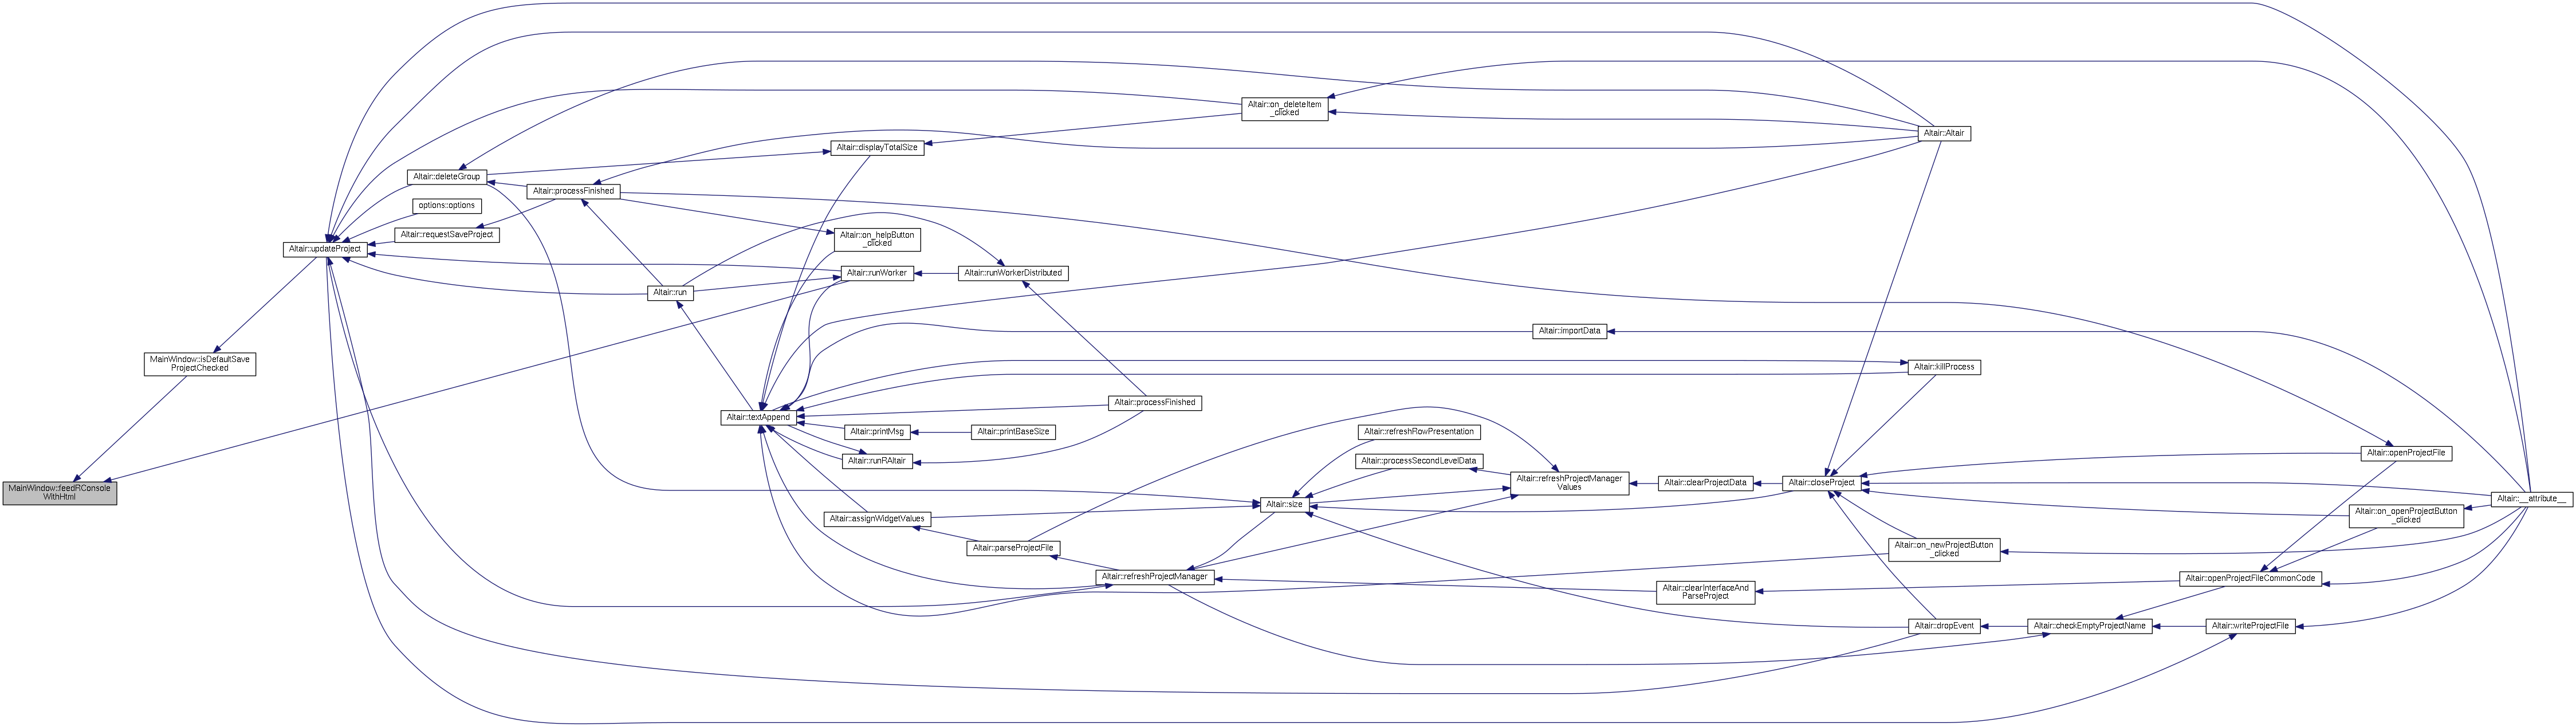 MainWindow::feedRConsole
WithHtml
MainWindow::isDefaultSave
ProjectChecked
Altair::updateProject
Altair::deleteGroup
options::options
Altair::requestSaveProject
Altair::processFinished
Altair::run
Altair::textAppend
Altair::displayTotalSize
Altair::on_helpButton
_clicked
Altair::runWorker
Altair::printMsg
Altair::runRAltair
Altair::assignWidgetValues
Altair::runWorkerDistributed
Altair::printBaseSize
Altair::parseProjectFile
Altair::processFinished
Altair::refreshProjectManager
Altair::on_deleteItem
_clicked
Altair::size
Altair::refreshRowPresentation
Altair::processSecondLevelData
Altair::importData
Altair::refreshProjectManager
Values
Altair::clearProjectData
Altair::clearInterfaceAnd
ParseProject
Altair::closeProject
Altair::Altair
Altair::killProcess
Altair::on_newProjectButton
_clicked
Altair::dropEvent
Altair::checkEmptyProjectName
Altair::openProjectFileCommonCode
Altair::writeProjectFile
Altair::openProjectFile
Altair::on_openProjectButton
_clicked
Altair::__attribute__